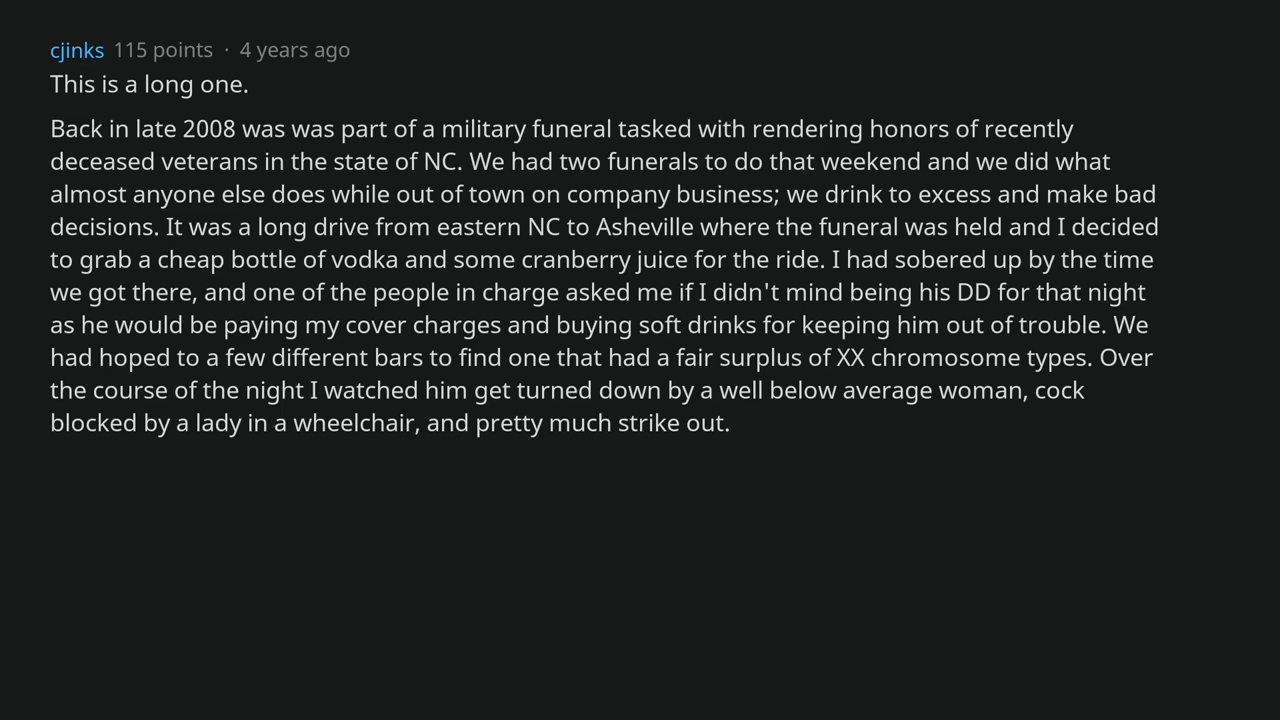 cjinks 115 points · 4 years ago
This is a long one.
Back in late 2008 was was part of a military funeral tasked with rendering honors of recently
deceased veterans in the state of NC. We had two funerals to do that weekend and we did what
almost anyone else does while out of town on company business; we drink to excess and make bad
decisions. It was a long drive from eastern NC to Asheville where the funeral was held and I decided
to grab a cheap bottle of vodka and some cranberry juice for the ride. I had sobered up by the time
we got there, and one of the people in charge asked me if I didn't mind being his DD for that night
as he would be paying my cover charges and buying soft drinks for keeping him out of trouble. We
had hoped to a few different bars to find one that had a fair surplus of XX chromosome types. Over
the course of the night I watched him get turned down by a well below average woman, cock
blocked by a lady in a wheelchair, and pretty much strike out.